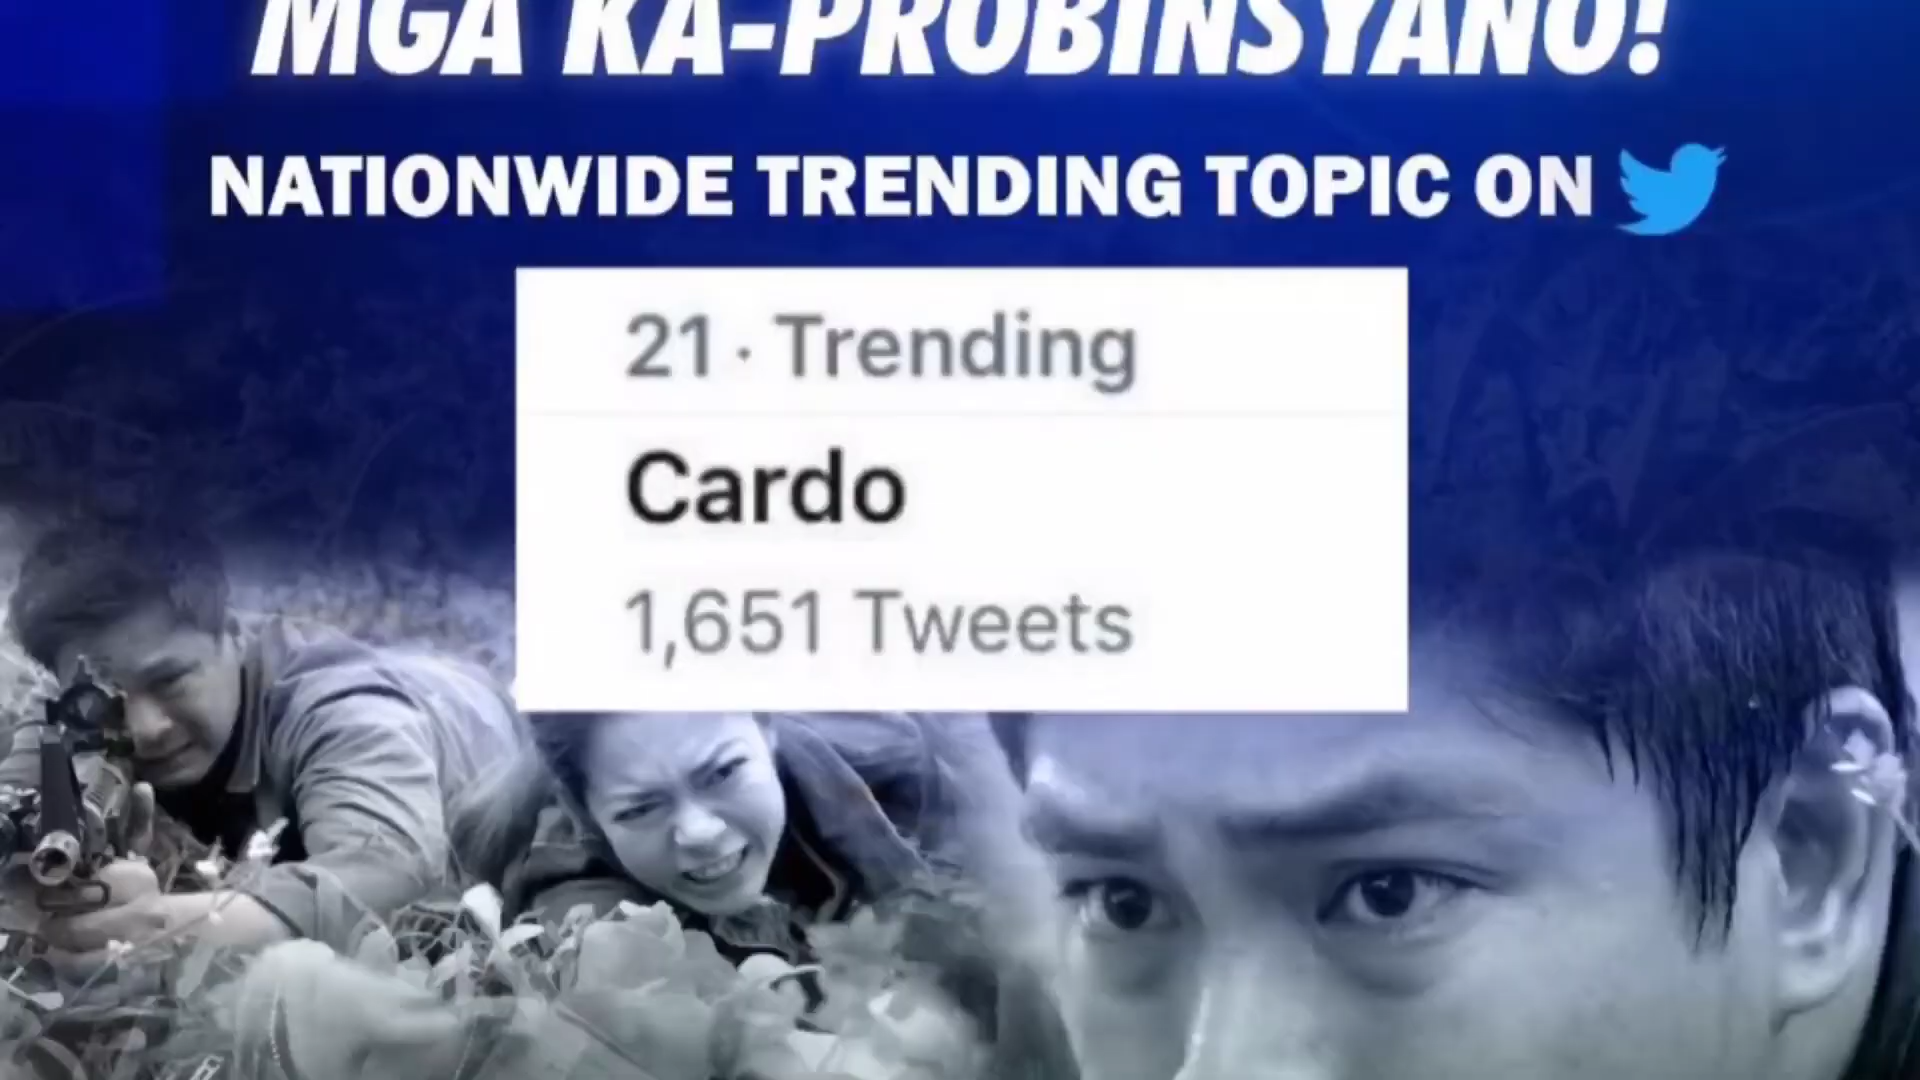 MGA KA-PROBINSYANO!
NATIONWIDE TRENDING TOPIC ON
21 · Trending
Cardo
1,651 Tweets